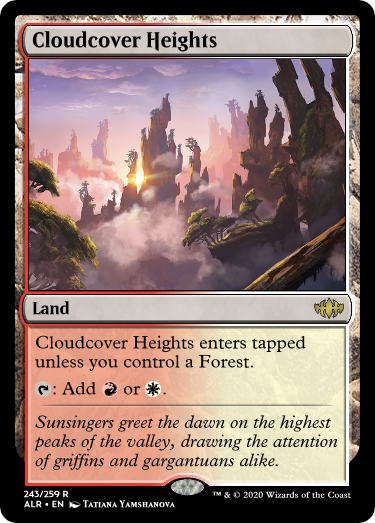 Cloudcover Heights
Land
Cloudcover Heights enters tapped
unless you control a Forest.
: Add or .
Sunsingers greet the dawn on the highest
peaks of the valley, drawing the attention
of griffins and gargantuans alike.
243/259 R
ALR • EN Tatiana Yamshanova
™ & © 2020 Wizards of the Coast